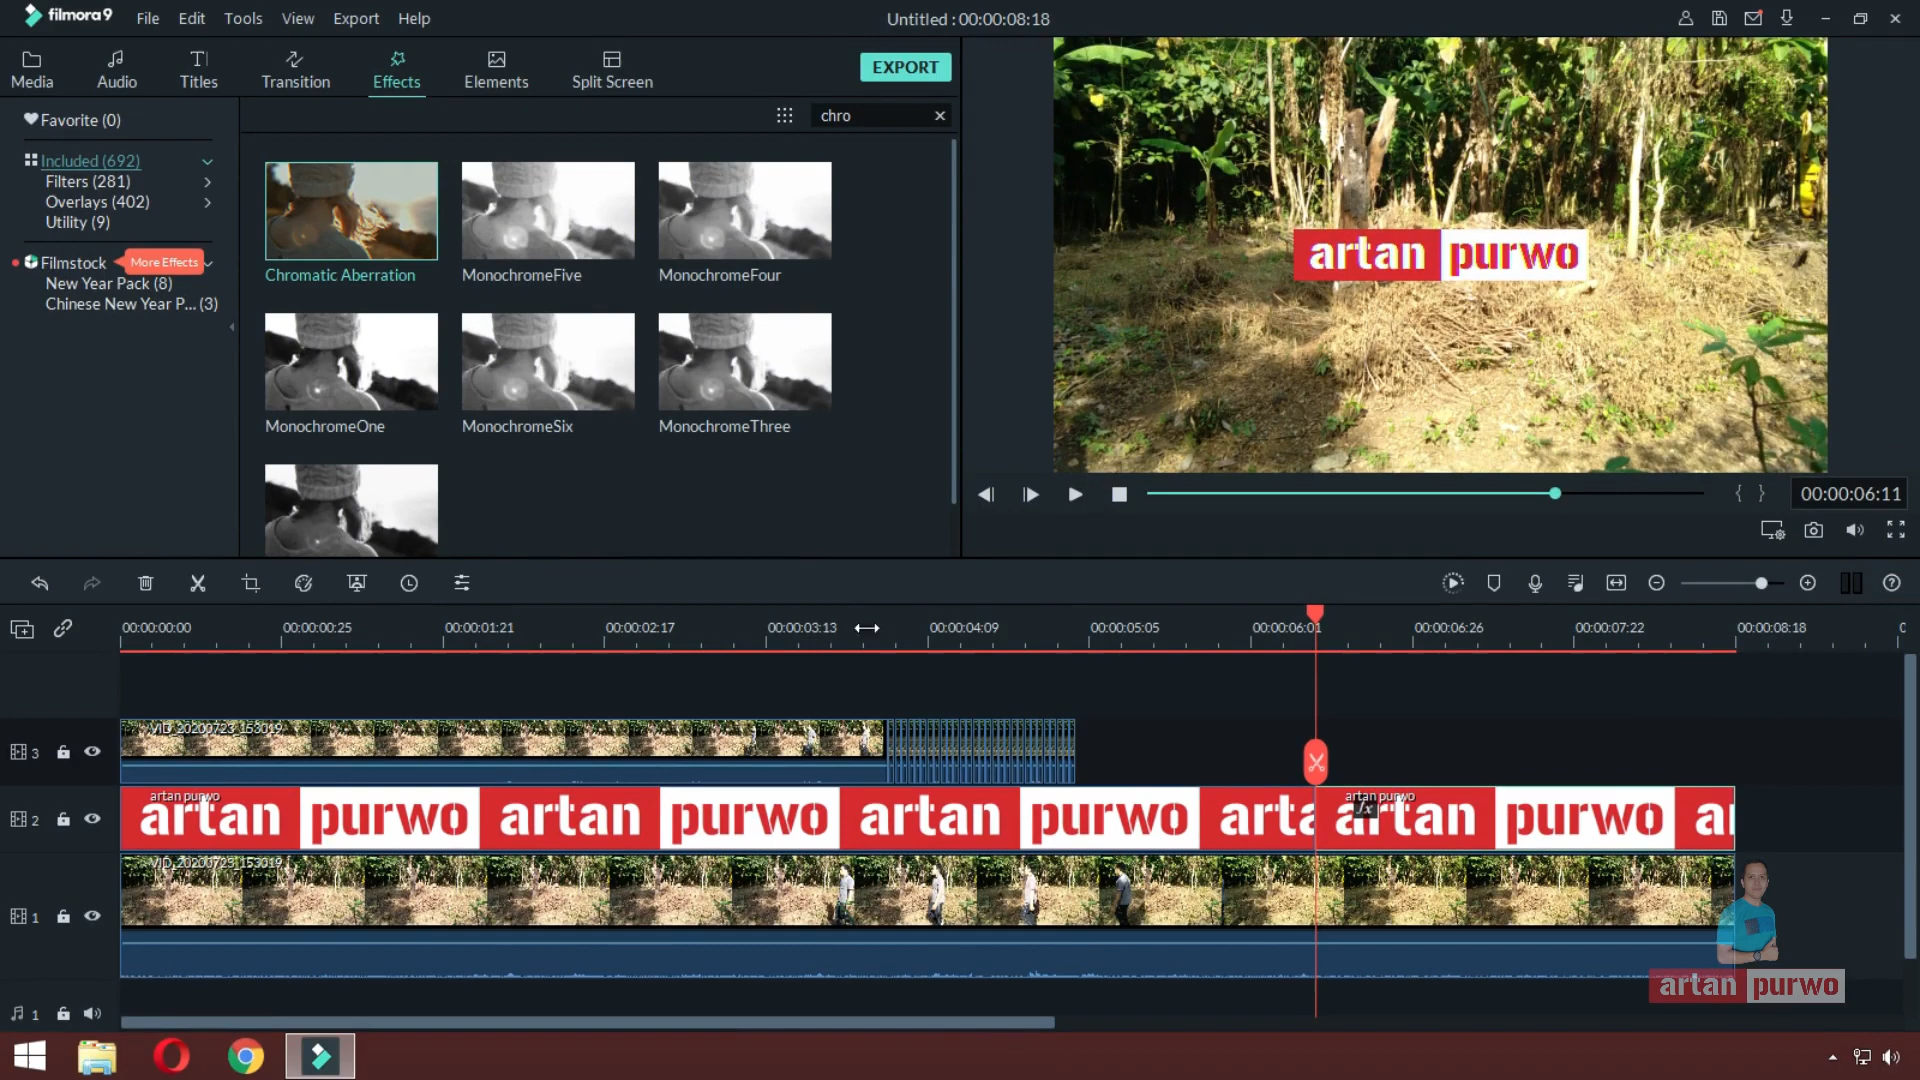 filmora9
File Edit Tools View Export Help
Untitled : 00:00:08:18
Media
Audio
Titles
Transition
Effects
Elements
Split Screen
EXPORT
Favorite (0)
Included (692)
Filters (281)
Overlays (402)
Utility (9)
Filmstock
More Effects
New Year Pack (8)
Chinese New Year P... (3)
chro
Chromatic Aberration
MonochromeFive
MonochromeFour
MonochromeOne
MonochromeSix
MonochromeThree
artan purwo
{ }
00:00:06:11
00:00:00:00
00:00:00:25
00:00:01:21
00:00:02:17
00:00:03:13
00:00:04:09
00:00:05:05
00:00:06:01
00:00:06:26
00:00:07:22
00:00:08:18
VID_20200723_153019
3
artan purwo
artan purwo
artan purwo artan purwo artan purwo arta artan purwo ar
2
VID_20200723_153019
1
artan purwo
1